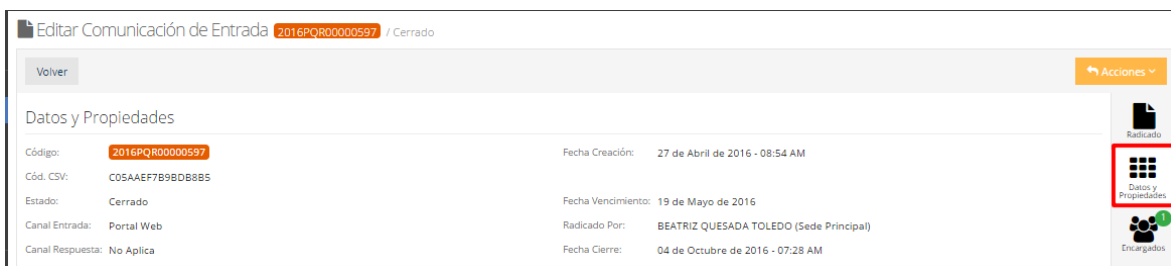 Editar Comunicación de Entrada 2016PQR00000597 / Cerrado
Volver
Acciones
Datos y Propiedades
Código: 2016PQR00000597 Fecha Creación: 27 de Abril de 2016 - 08:54 AM
Cód. CSV: C05AAEF7B9BDB8B5
Estado: Cerrado Fecha Vencimiento: 19 de Mayo de 2016
Canal Entrada: Portal Web Radicado Por: BEATRIZ QUESADA TOLEDO (Sede Principal)
Canal Respuesta: No Aplica Fecha Cierre: 04 de Octubre de 2016 - 07:28 AM
Radicado
Datos y
Propiedades
1
Encargados